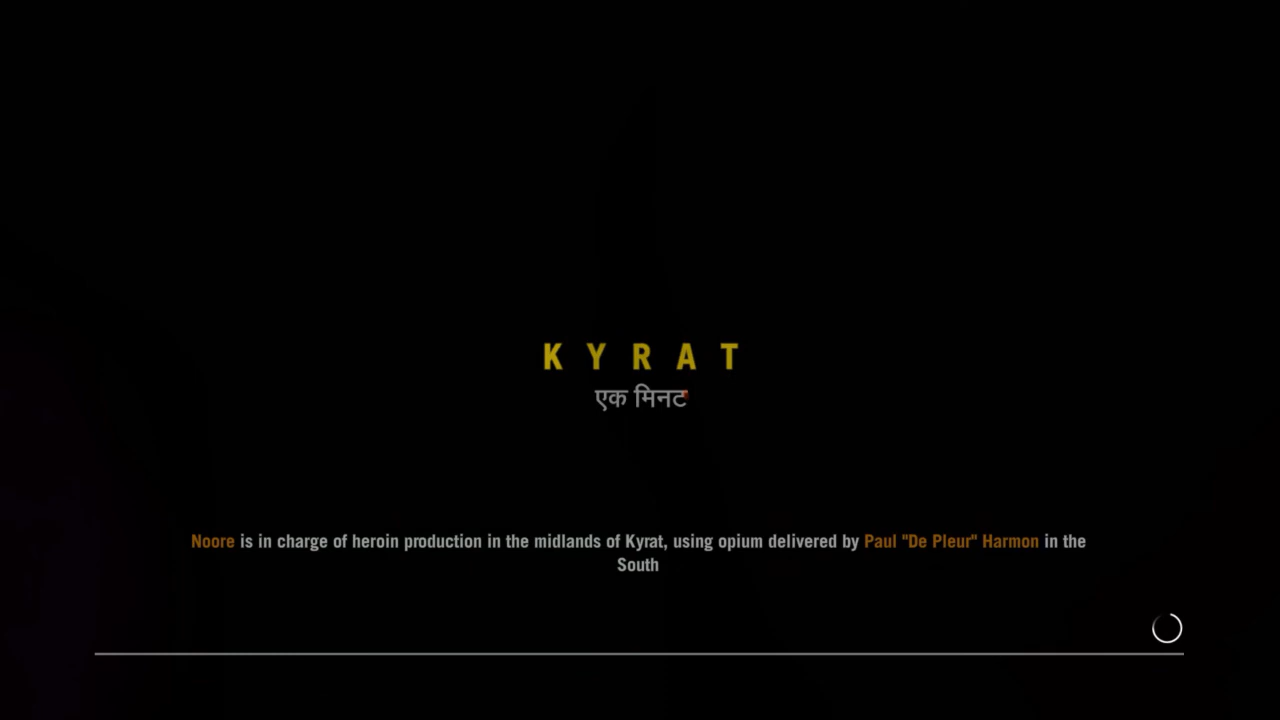 KYRAT
एक मिनट
Noore is in charge of heroin production in the midlands of Kyrat, using opium delivered by Paul "De Pleur" Harmon in the
South